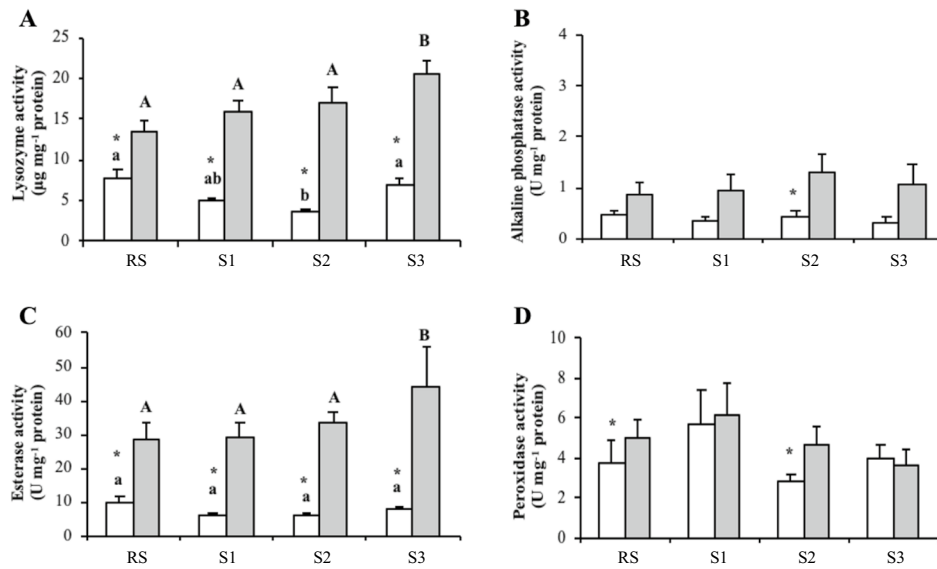 A
Lysozyme activity
(µg mg⁻¹ protein)
25
20
15
10
5
0
*
a
A
*
ab
A
*
b
A
*
a
B
RS S1 S2 S3
B
Alkaline phosphatase activity
(U mg⁻¹ protein)
4
3
2
1
0
*
RS S1 S2 S3
C
Esterase activity
(U mg⁻¹ protein)
60
50
40
30
20
10
0
*
a
A
*
a
A
*
a
A
*
a
B
RS S1 S2 S3
D
Peroxidase activity
(U mg⁻¹ protein)
10
8
6
4
2
0
*
*
RS S1 S2 S3